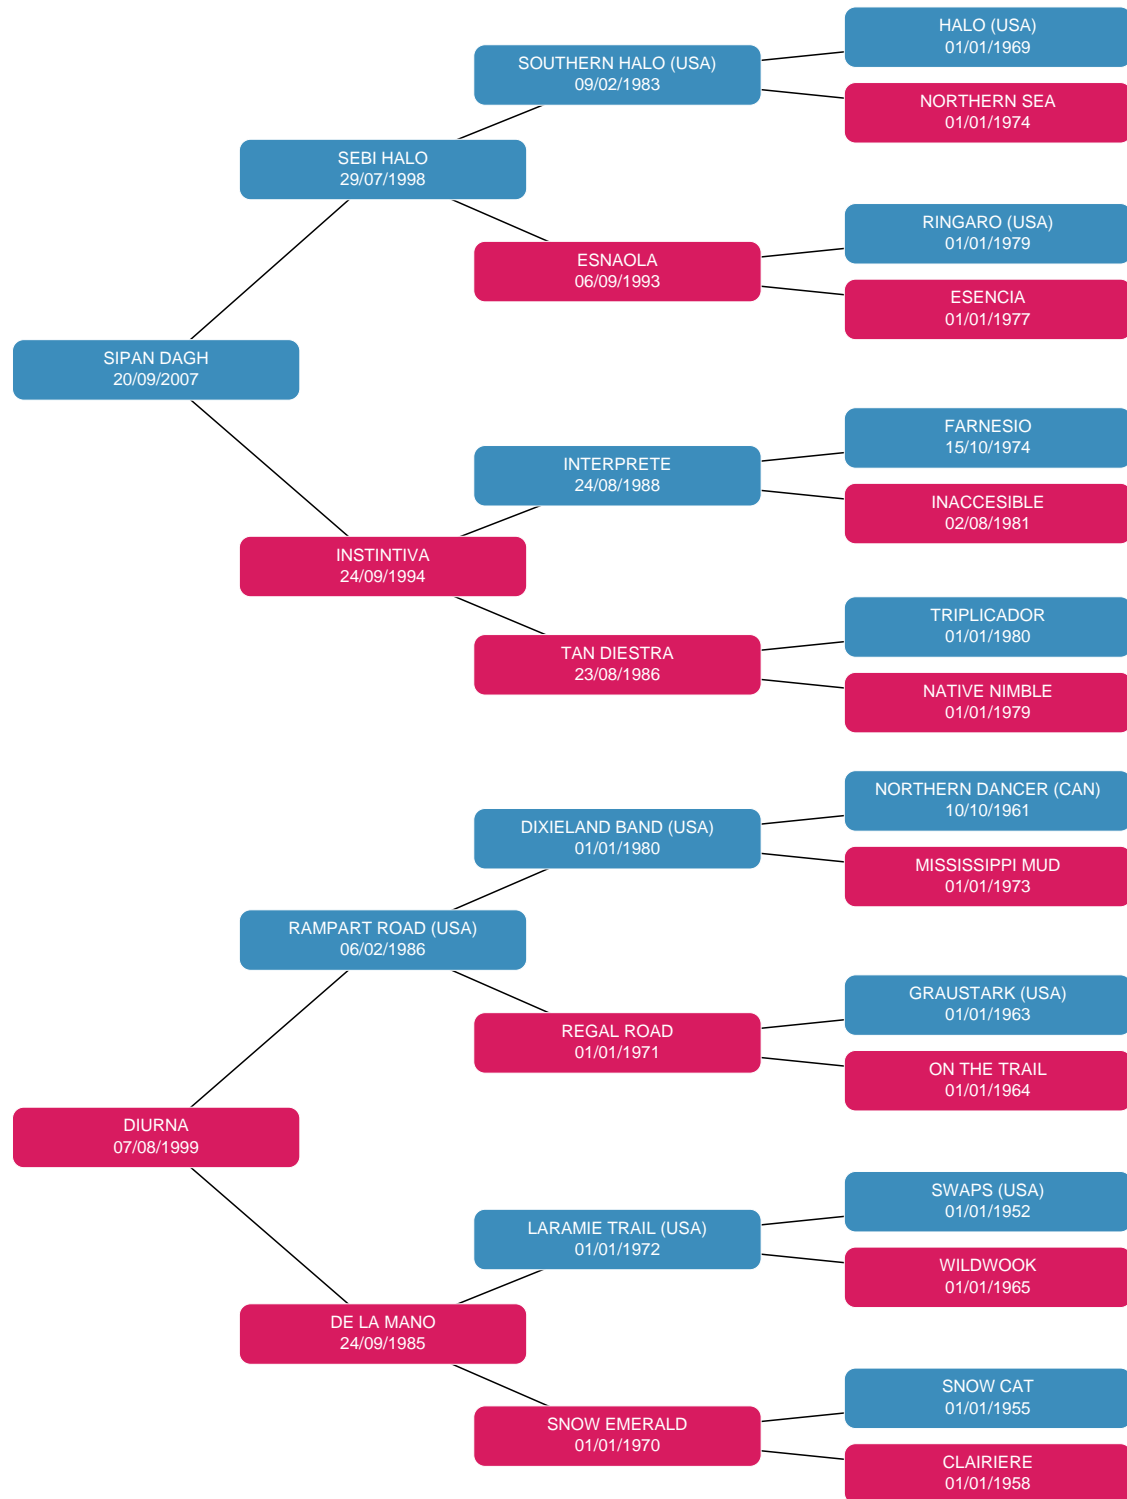 HALO (USA)
01/01/1969
SOUTHERN HALO (USA)
09/02/1983
NORTHERN SEA
01/01/1974
SEBI HALO
29/07/1998
RINGARO (USA)
01/01/1979
ESNAOLA
06/09/1993
ESENCIA
01/01/1977
SIPAN DAGH
20/09/2007
FARNESIO
15/10/1974
INTERPRETE
24/08/1988
INACCESIBLE
02/08/1981
INSTINTIVA
24/09/1994
TRIPLICADOR
01/01/1980
TAN DIESTRA
23/08/1986
NATIVE NIMBLE
01/01/1979
NORTHERN DANCER (CAN)
10/10/1961
DIXIELAND BAND (USA)
01/01/1980
MISSISSIPPI MUD
01/01/1973
RAMPART ROAD (USA)
06/02/1986
GRAUSTARK (USA)
01/01/1963
REGAL ROAD
01/01/1971
ON THE TRAIL
01/01/1964
DIURNA
07/08/1999
SWAPS (USA)
01/01/1952
LARAMIE TRAIL (USA)
01/01/1972
WILDWOOK
01/01/1965
DE LA MANO
24/09/1985
SNOW CAT
01/01/1955
SNOW EMERALD
01/01/1970
CLAIRIERE
01/01/1958